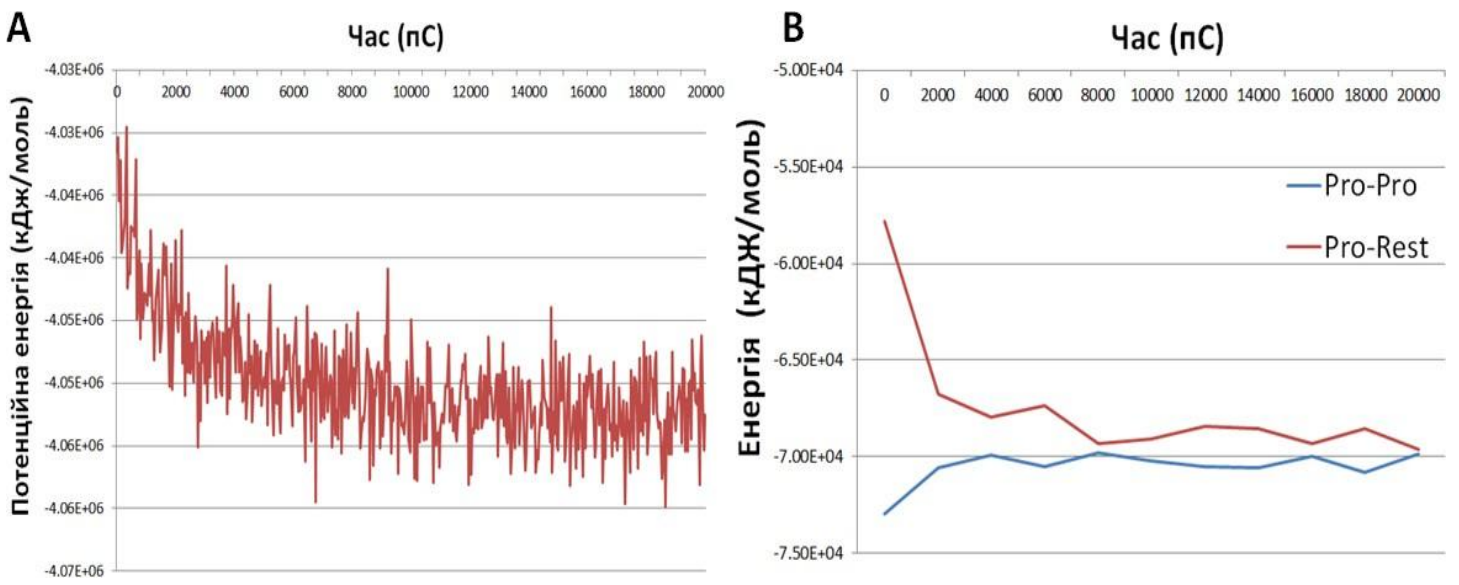 A
Час (пС)
Потенційна енергія (кДж/моль)
-4.03E+06
0 2000 4000 6000 8000 10000 12000 14000 16000 18000 20000
-4.03E+06
-4.04E+06
-4.04E+06
-4.05E+06
-4.05E+06
-4.06E+06
-4.06E+06
-4.07E+06
B
Час (пС)
Енергія (кДЖ/моль)
-5.00E+04
0 2000 4000 6000 8000 10000 12000 14000 16000 18000 20000
-5.50E+04
Pro-Pro
Pro-Rest
-6.00E+04
-6.50E+04
-7.00E+04
-7.50E+04